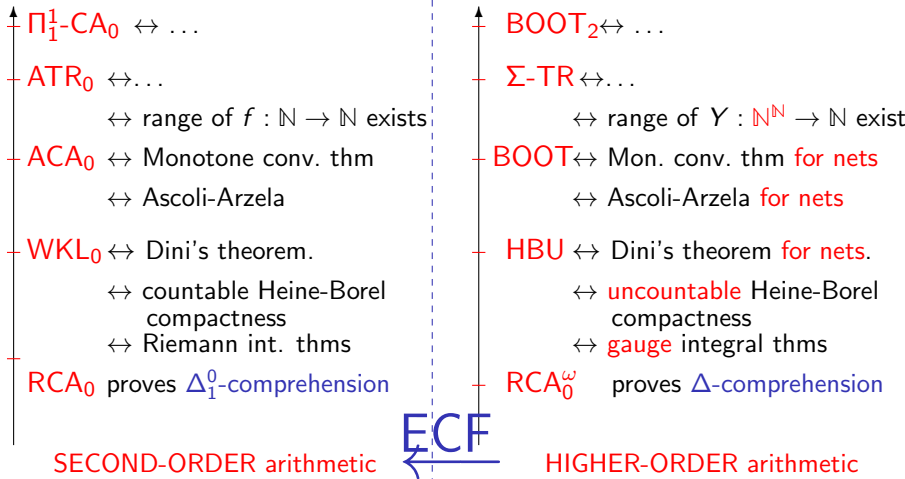 Π₁¹-CA₀ ↔ ...
ATR₀ ↔...
↔ range of f : ℕ → ℕ exists
ACA₀ ↔ Monotone conv. thm
↔ Ascoli-Arzela
WKL₀ ↔ Dini's theorem.
↔ countable Heine-Borel
compactness
↔ Riemann int. thms
RCA₀ proves Δ₁⁰-comprehension
SECOND-ORDER arithmetic
ECF
BOOT₂↔ ...
Σ-TR ↔...
↔ range of Y : ℕ^ℕ → ℕ exist
BOOT↔ Mon. conv. thm for nets
↔ Ascoli-Arzela for nets
HBU ↔ Dini's theorem for nets.
↔ uncountable Heine-Borel
compactness
↔ gauge integral thms
RCA₀^ω proves Δ-comprehension
HIGHER-ORDER arithmetic